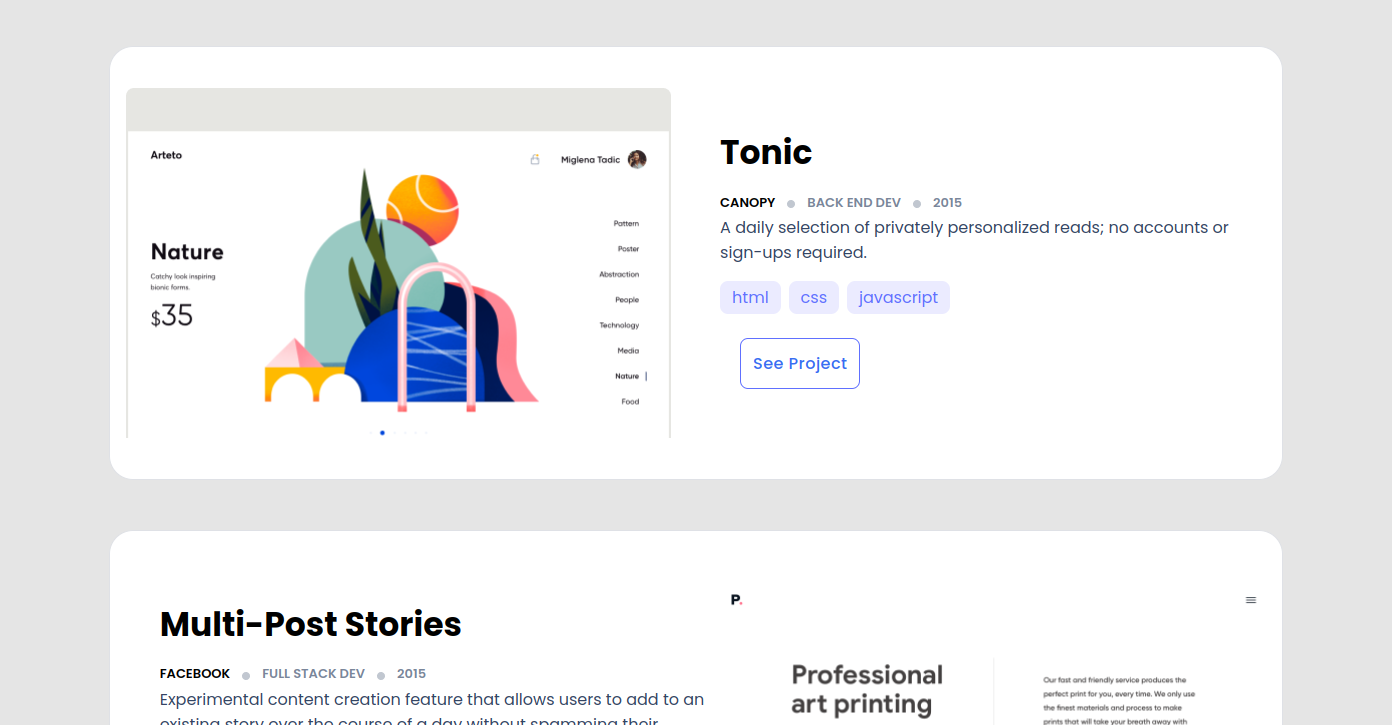 Arteto
Miglena Tadic
Nature
Catchy look inspiring
bionic forms.
$35
Pattern
Poster
Abstraction
People
Technology
Media
Nature
Food
Tonic
CANOPY BACK END DEV 2015
A daily selection of privately personalized reads; no accounts or
sign-ups required.
html css javascript
See Project
Multi-Post Stories
FACEBOOK FULL STACK DEV 2015
Experimental content creation feature that allows users to add to an
existing story over the course of a day without spamming their
P.
Professional
art printing
Our fast and friendly service produces the
perfect print for you, every time. We only use
the finest materials and process to make
prints that will take your breath away with